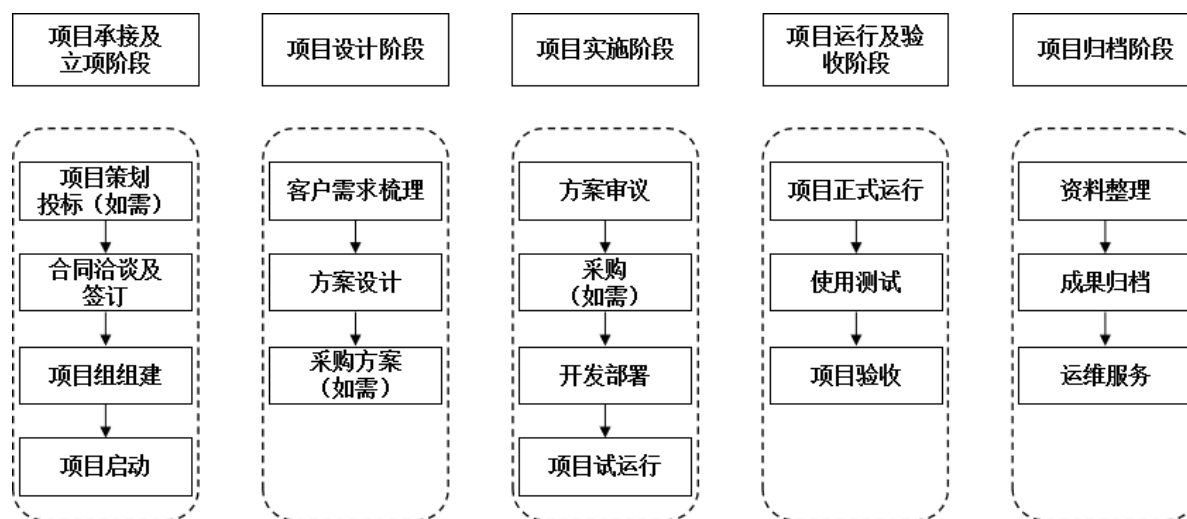 项目承接及
立项阶段
项目设计阶段
项目实施阶段
项目运行及验
收阶段
项目归档阶段
项目策划
投标（如需）
合同洽谈及
签订
项目组组建
项目启动
客户需求梳理
方案设计
采购方案
（如需）
方案审议
采购
（如需）
开发部署
项目试运行
项目正式运行
使用测试
项目验收
资料整理
成果归档
运维服务